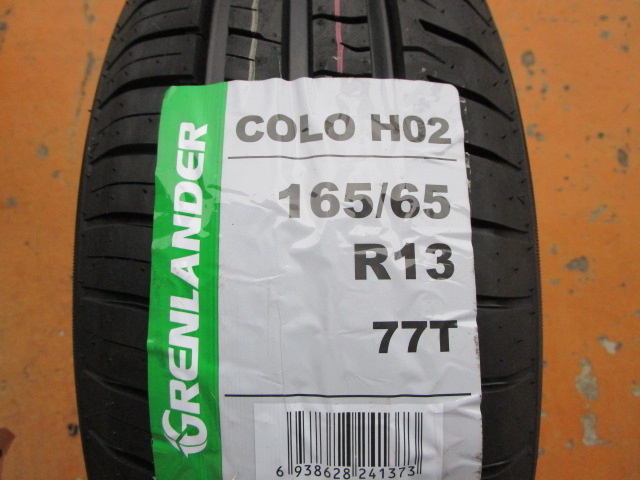 GRENLANDER
COLO H02
165/65
R13
77T
6 938628 241373